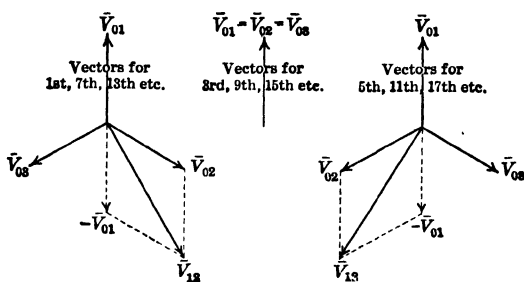 V̄₀₁
Vectors for
1st, 7th, 13th etc.
V̄₀₃
V̄₀₂
-V̄₀₁
V̄₁₂
V̄₀₁ = V̄₀₂ = V̄₀₃
Vectors for
3rd, 9th, 15th etc.
V̄₀₁
Vectors for
5th, 11th, 17th etc.
V̄₀₂
V̄₀₃
-V̄₀₁
V̄₁₃